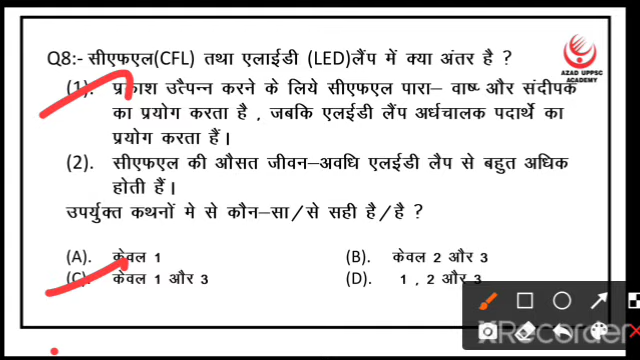 Q8:- सीएफएल(CFL) तथा एलाईडी (LED)लैंप में क्या अंतर है ?
AZAD UPPSC
ACADEMY
(1). प्रकाश उत्पन्न करने के लिये सीएफएल पारा– वाष्प और संदीपक
का प्रयोग करता है , जबकि एलईडी लैंप अर्धचालक पदार्थे का
प्रयोग करता हैं ।
(2). सीएफएल की औसत जीवन–अवधि एलईडी लैप से बहुत अधिक
होती हैं ।
उपर्युक्त कथनों मे से कौन–सा/से सही है/है ?
(A). केवल 1
(B). केवल 2 और 3
(C). केवल 1 और 3
(D). 1 , 2 और 3
XRecorder